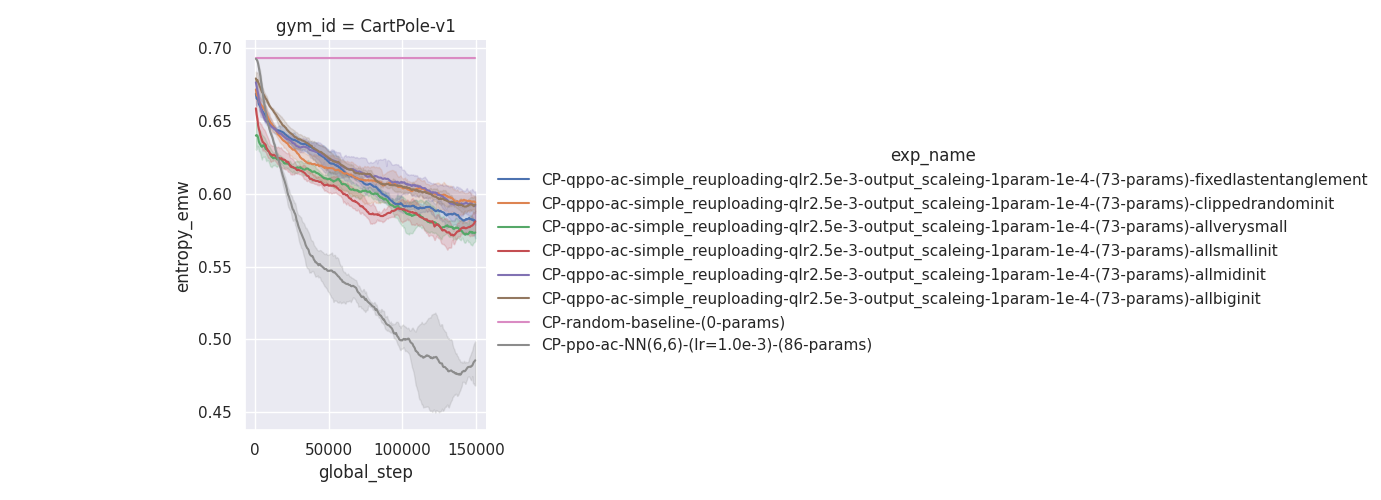 gym_id = CartPole-v1
0.70
0.65
0.60
0.55
0.50
0.45
entropy_emw
0 50000 100000 150000
global_step
exp_name
CP-qppo-ac-simple_reuploading-qlr2.5e-3-output_scaleing-1param-1e-4-(73-params)-fixedlastentanglement
CP-qppo-ac-simple_reuploading-qlr2.5e-3-output_scaleing-1param-1e-4-(73-params)-clippedrandominit
CP-qppo-ac-simple_reuploading-qlr2.5e-3-output_scaleing-1param-1e-4-(73-params)-allverysmall
CP-qppo-ac-simple_reuploading-qlr2.5e-3-output_scaleing-1param-1e-4-(73-params)-allsmallinit
CP-qppo-ac-simple_reuploading-qlr2.5e-3-output_scaleing-1param-1e-4-(73-params)-allmidinit
CP-qppo-ac-simple_reuploading-qlr2.5e-3-output_scaleing-1param-1e-4-(73-params)-allbiginit
CP-random-baseline-(0-params)
CP-ppo-ac-NN(6,6)-(lr=1.0e-3)-(86-params)